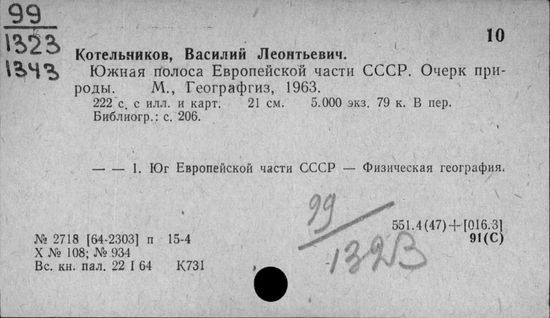 99
1323
1343
10
Котельников, Василий Леонтьевич.
Южная полоса Европейской части СССР. Очерк при-
роды. М., Географгиз, 1963.
222 с. с илл. и карт. 21 см. 5.000 экз. 79 к. В пер.
Библиогр.: с. 206.
— — 1. Юг Европейской части СССР — Физическая география.
99
132В
551.4(47)+[016.3]
91(С)
№ 2718 [64-2303] п 15-4
Х № 108; № 934
Вс. кн. пал. 22 I 64 К731